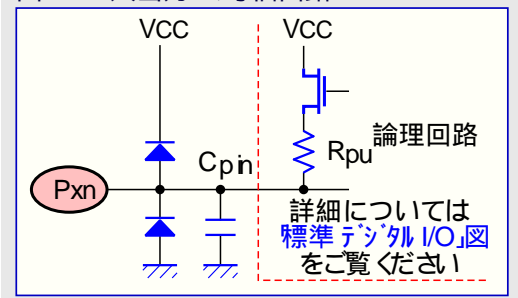 VCC VCC
Cpin
Rpu
論理回路
Pxn
詳細については
｢標準 デジタル I/O｣図
をご覧ください